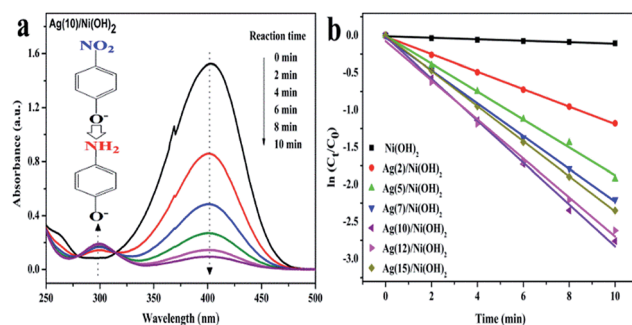 a
Ag(10)/Ni(OH)2
NO2
O-
NH2
O-
Reaction time
0 min
2 min
4 min
6 min
8 min
10 min
Absorbance (a.u.)
1.6
1.2
0.8
0.4
0.0
250 300 350 400 450 500
Wavelength (nm)
b
ln (Ct/C0)
0.0
-0.5
-1.0
-1.5
-2.0
-2.5
-3.0
Ni(OH)2
Ag(2)/Ni(OH)2
Ag(5)/Ni(OH)2
Ag(7)/Ni(OH)2
Ag(10)/Ni(OH)2
Ag(12)/Ni(OH)2
Ag(15)/Ni(OH)2
0 2 4 6 8 10
Time (min)